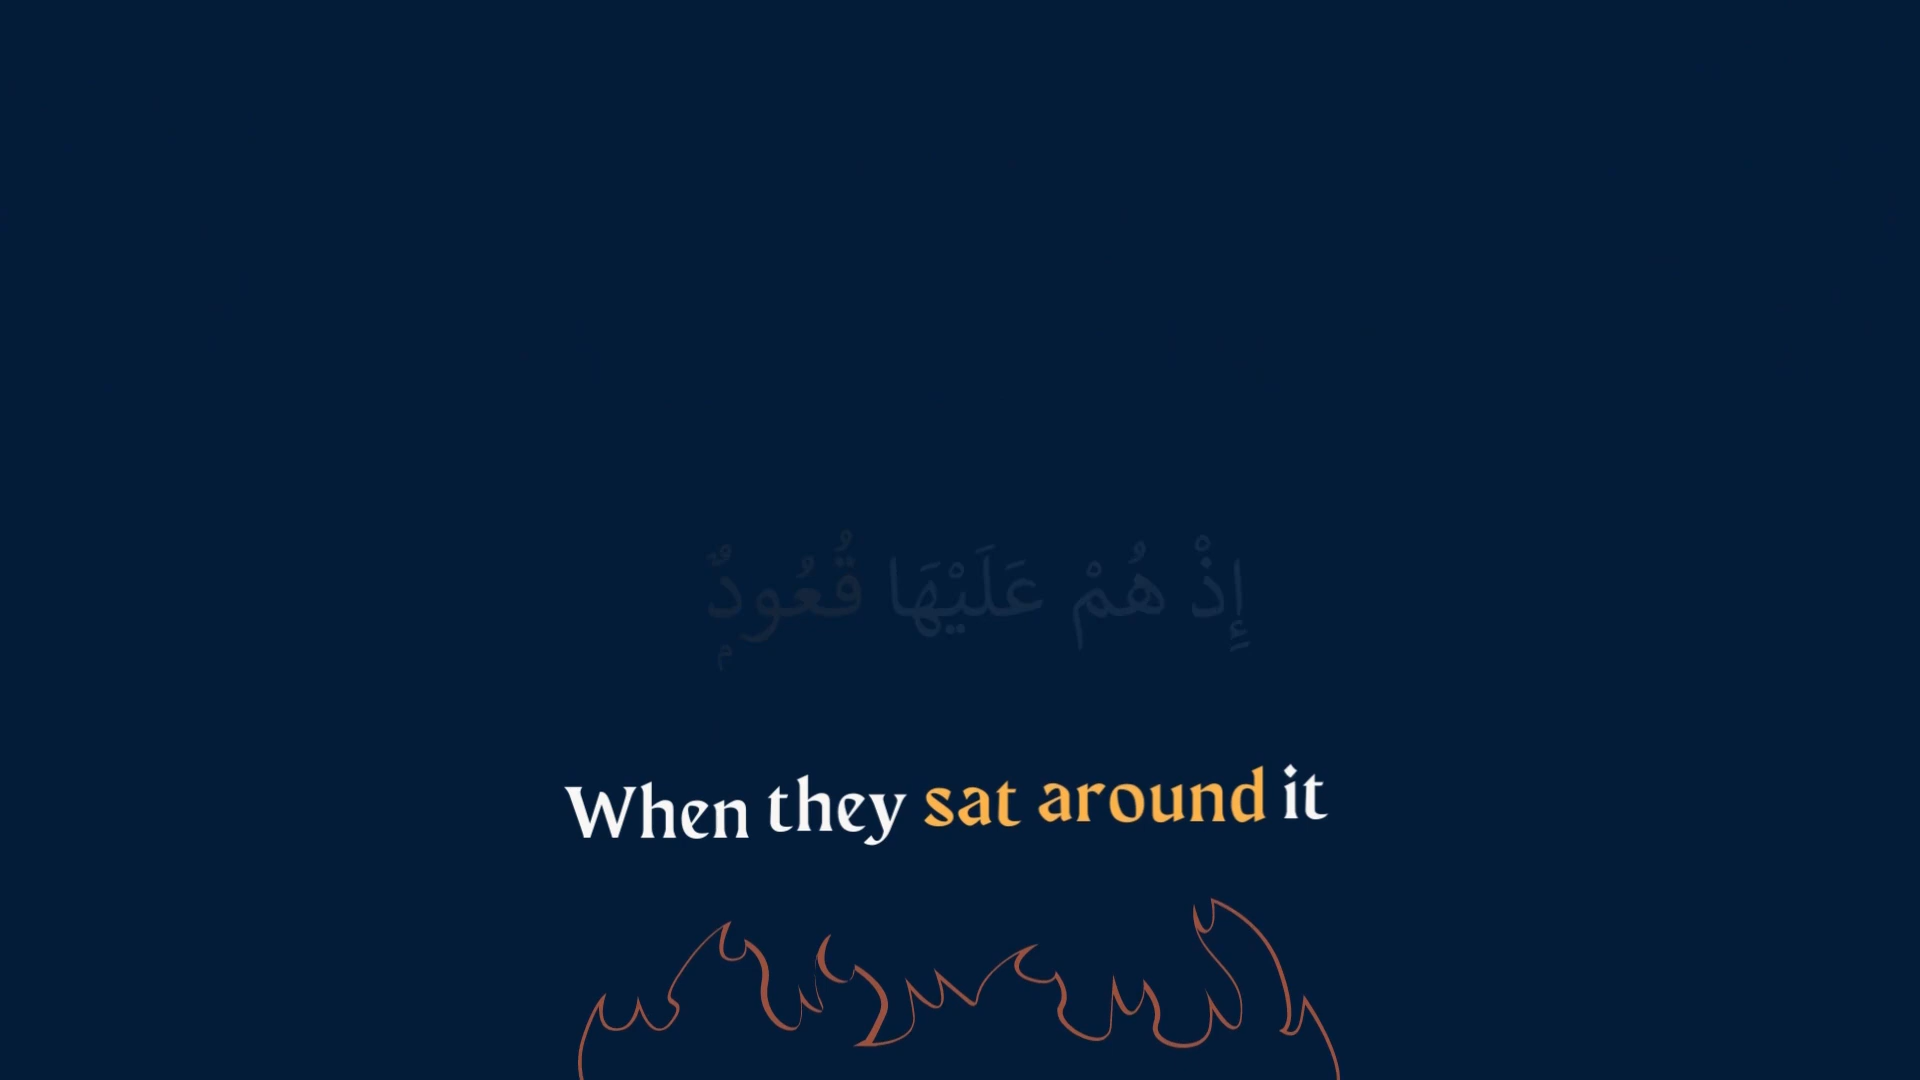 إِذْ هُمْ عَلَيْهَا قُعُودٌۭ
When they sat around it